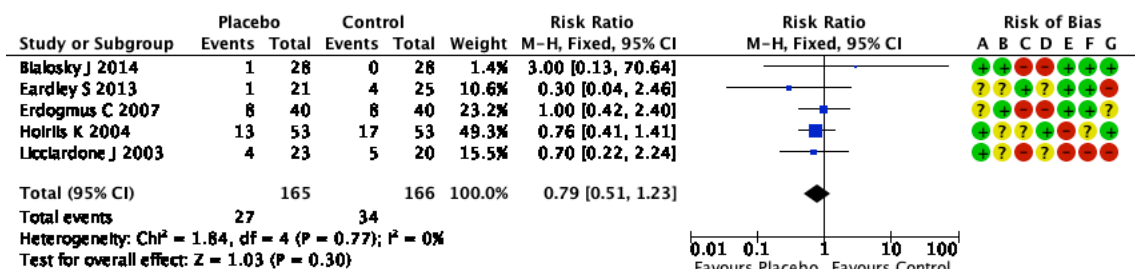 Placebo Control Risk Ratio Risk Ratio Risk of Bias
Study or Subgroup Events Total Events Total Weight M-H, Fixed, 95% CI M-H, Fixed, 95% CI A B C D E F G
Bialosky J 2014 1 28 0 28 1.4% 3.00 [0.13, 70.64] + + - - + + +
Eardley S 2013 1 21 4 25 10.6% 0.30 [0.04, 2.46] ? ? + ? + + -
Erdogmus C 2007 8 40 8 40 23.2% 1.00 [0.42, 2.40] + ? - - - - ?
Hoiriis K 2004 13 53 17 53 49.3% 0.76 [0.41, 1.41] + ? ? + - ? +
Licciardone J 2003 4 23 5 20 15.5% 0.70 [0.22, 2.24] + ? - ? - - -
Total (95% CI) 165 166 100.0% 0.79 [0.51, 1.23]
Total events 27 34
Heterogeneity: Chi² = 1.84, df = 4 (P = 0.77); I² = 0%
Test for overall effect: Z = 1.03 (P = 0.30)
0.01 0.1 1 10 100
Favours Placebo Favours Control